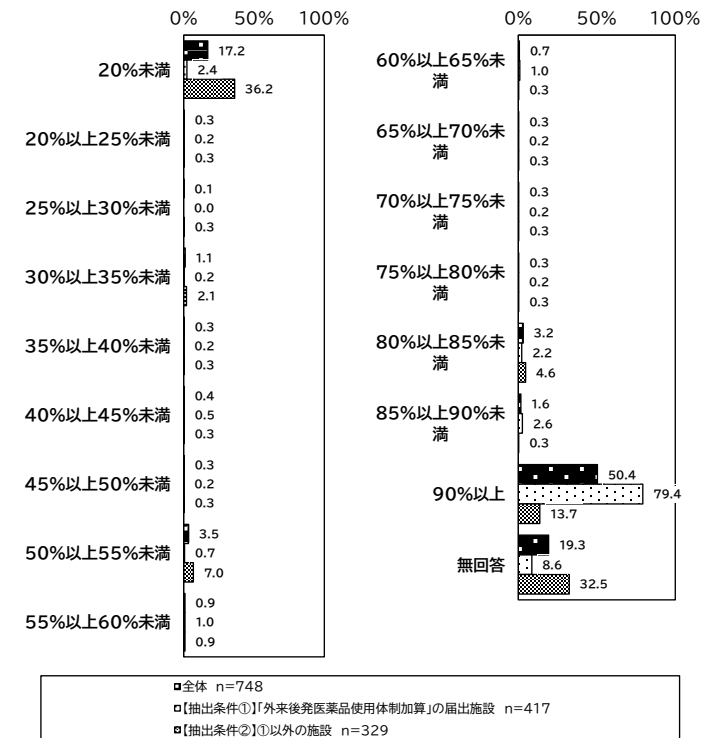 0% 50% 100%
20%未満
17.2
2.4
36.2
20%以上25%未満
0.3
0.2
0.3
25%以上30%未満
0.1
0.0
0.3
30%以上35%未満
1.1
0.2
2.1
35%以上40%未満
0.3
0.2
0.3
40%以上45%未満
0.4
0.5
0.3
45%以上50%未満
0.3
0.2
0.3
50%以上55%未満
3.5
0.7
7.0
55%以上60%未満
0.9
1.0
0.9
0% 50% 100%
60%以上65%未
満
0.7
1.0
0.3
65%以上70%未
満
0.3
0.2
0.3
70%以上75%未
満
0.3
0.2
0.3
75%以上80%未
満
0.3
0.2
0.3
80%以上85%未
満
3.2
2.2
4.6
85%以上90%未
満
1.6
2.6
0.3
90%以上
50.4
79.4
13.7
無回答
19.3
8.6
32.5
全体 n=748
【抽出条件①】「外来後発医薬品使用体制加算」の届出施設 n=417
【抽出条件②】①以外の施設 n=329